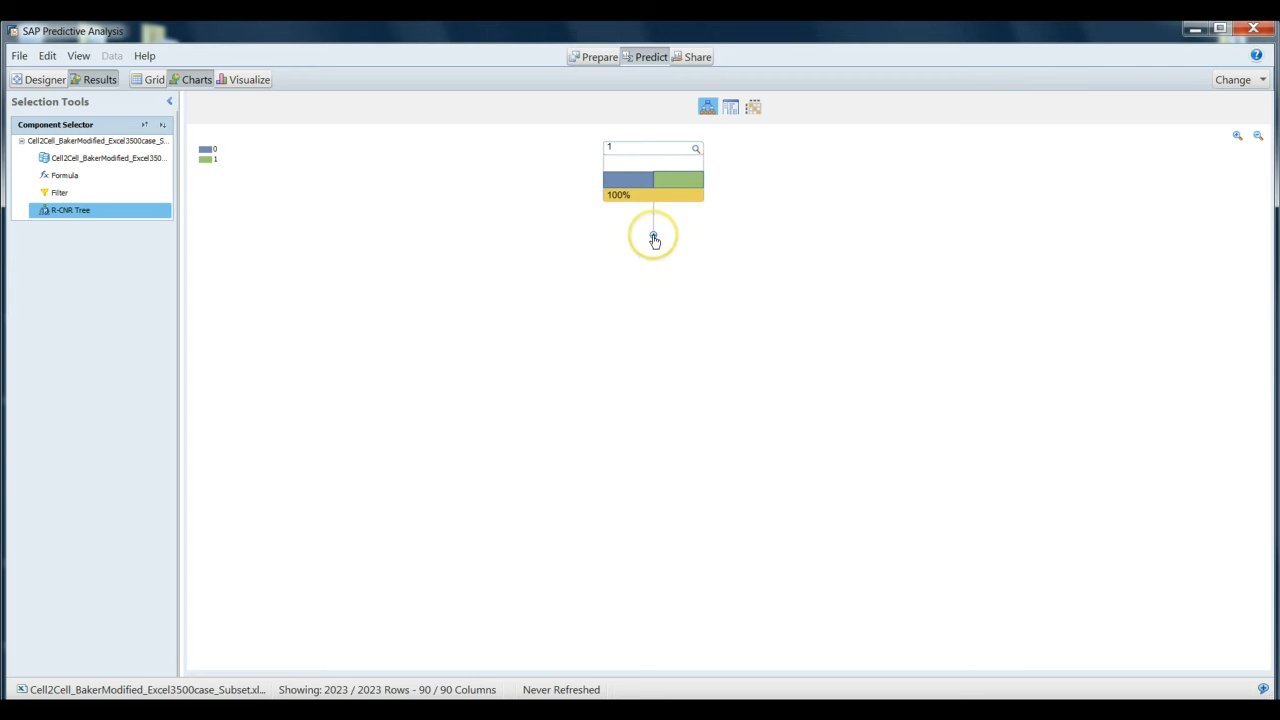 SAP Predictive Analysis
File Edit View Data Help
Prepare Predict Share
Designer Results Grid Charts Visualize
Change
Selection Tools
Component Selector
Cell2Cell_BakerModified_Excel3500case_S...
Cell2Cell_BakerModified_Excel350...
Formula
Filter
R-CNR Tree
0
1
1
100%
Cell2Cell_BakerModified_Excel3500case_Subset.xl... Showing: 2023 / 2023 Rows - 90 / 90 Columns Never Refreshed